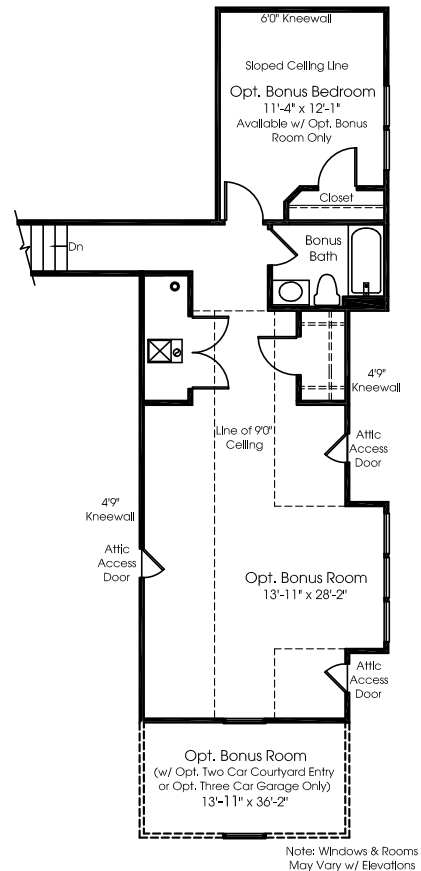 6'0" Kneewall
Sloped Ceiling Line
Opt. Bonus Bedroom
11'-4" x 12'-1"
Available w/ Opt. Bonus
Room Only
Closet
Dn
Bonus
Bath
4'9"
Kneewall
Line of 9'0"
Ceiling
Attic
Access
Door
4'9"
Kneewall
Attic
Access
Door
Opt. Bonus Room
13'-11" x 28'-2"
Attic
Access
Door
Opt. Bonus Room
(w/ Opt. Two Car Courtyard Entry
or Opt. Three Car Garage Only)
13'-11" x 36'-2"
Note: Windows & Rooms
May Vary w/ Elevations